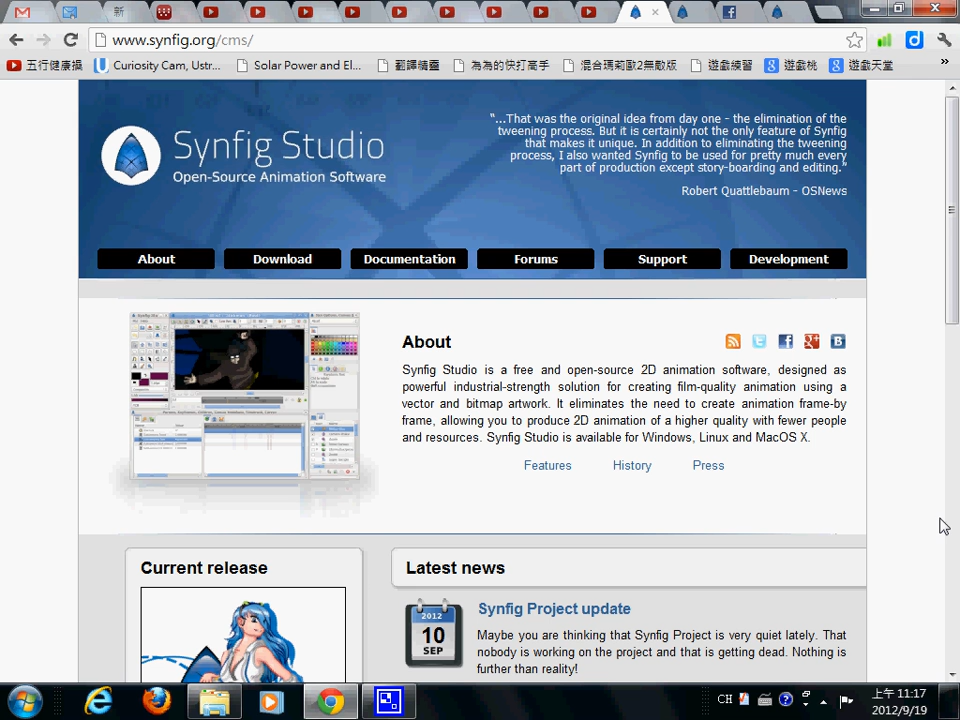 新
www.synfig.org/cms/
五行健康操
Curiosity Cam, Ustr...
Solar Power and El...
翻譯精靈
為為的快打高手
混合瑪莉歐2無敵版
遊戲練習
遊戲桃
遊戲天堂
»
Synfig Studio
Open-Source Animation Software
“...That was the original idea from day one - the elimination of the
tweening process. But it is certainly not the only feature of Synfig
that makes it unique. In addition to eliminating the tweening
process, I also wanted Synfig to be used for pretty much every
part of production except story-boarding and editing.”
Robert Quattlebaum - OSNews
About
Download
Documentation
Forums
Support
Development
About
Synfig Studio is a free and open-source 2D animation software, designed as
powerful industrial-strength solution for creating film-quality animation using a
vector and bitmap artwork. It eliminates the need to create animation frame-by
frame, allowing you to produce 2D animation of a higher quality with fewer people
and resources. Synfig Studio is available for Windows, Linux and MacOS X.
Features
History
Press
Current release
Latest news
2012
10
SEP
Synfig Project update
Maybe you are thinking that Synfig Project is very quiet lately. That
nobody is working on the project and that is getting dead. Nothing is
further than reality!
CH
上午 11:17
2012/9/19